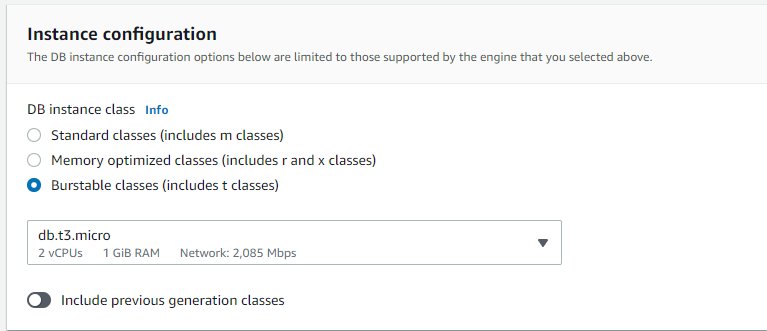 Instance configuration
The DB instance configuration options below are limited to those supported by the engine that you selected above.
DB instance class Info
Standard classes (includes m classes)
Memory optimized classes (includes r and x classes)
Burstable classes (includes t classes)
db.t3.micro
2 vCPUs 1 GiB RAM Network: 2,085 Mbps
Include previous generation classes